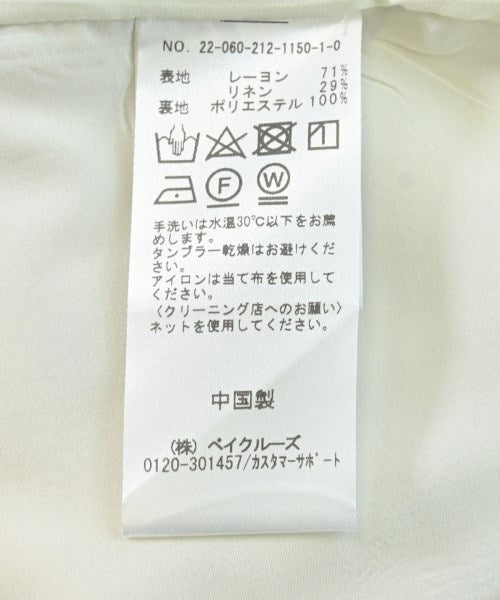 NO. 22-060-212-1150-1-0
表地 レーヨン 71%
リネン 29%
裏地 ポリエステル 100%
F W
手洗いは水温30℃以下をお薦
めします。
タンブラー乾燥はお避けくだ
さい。
アイロンは当て布を使用して
ください。
〈クリーニング店へのお願い〉
ネットを使用してください。
中国製
(株) ベイクルーズ
0120-301457/カスタマーサポート